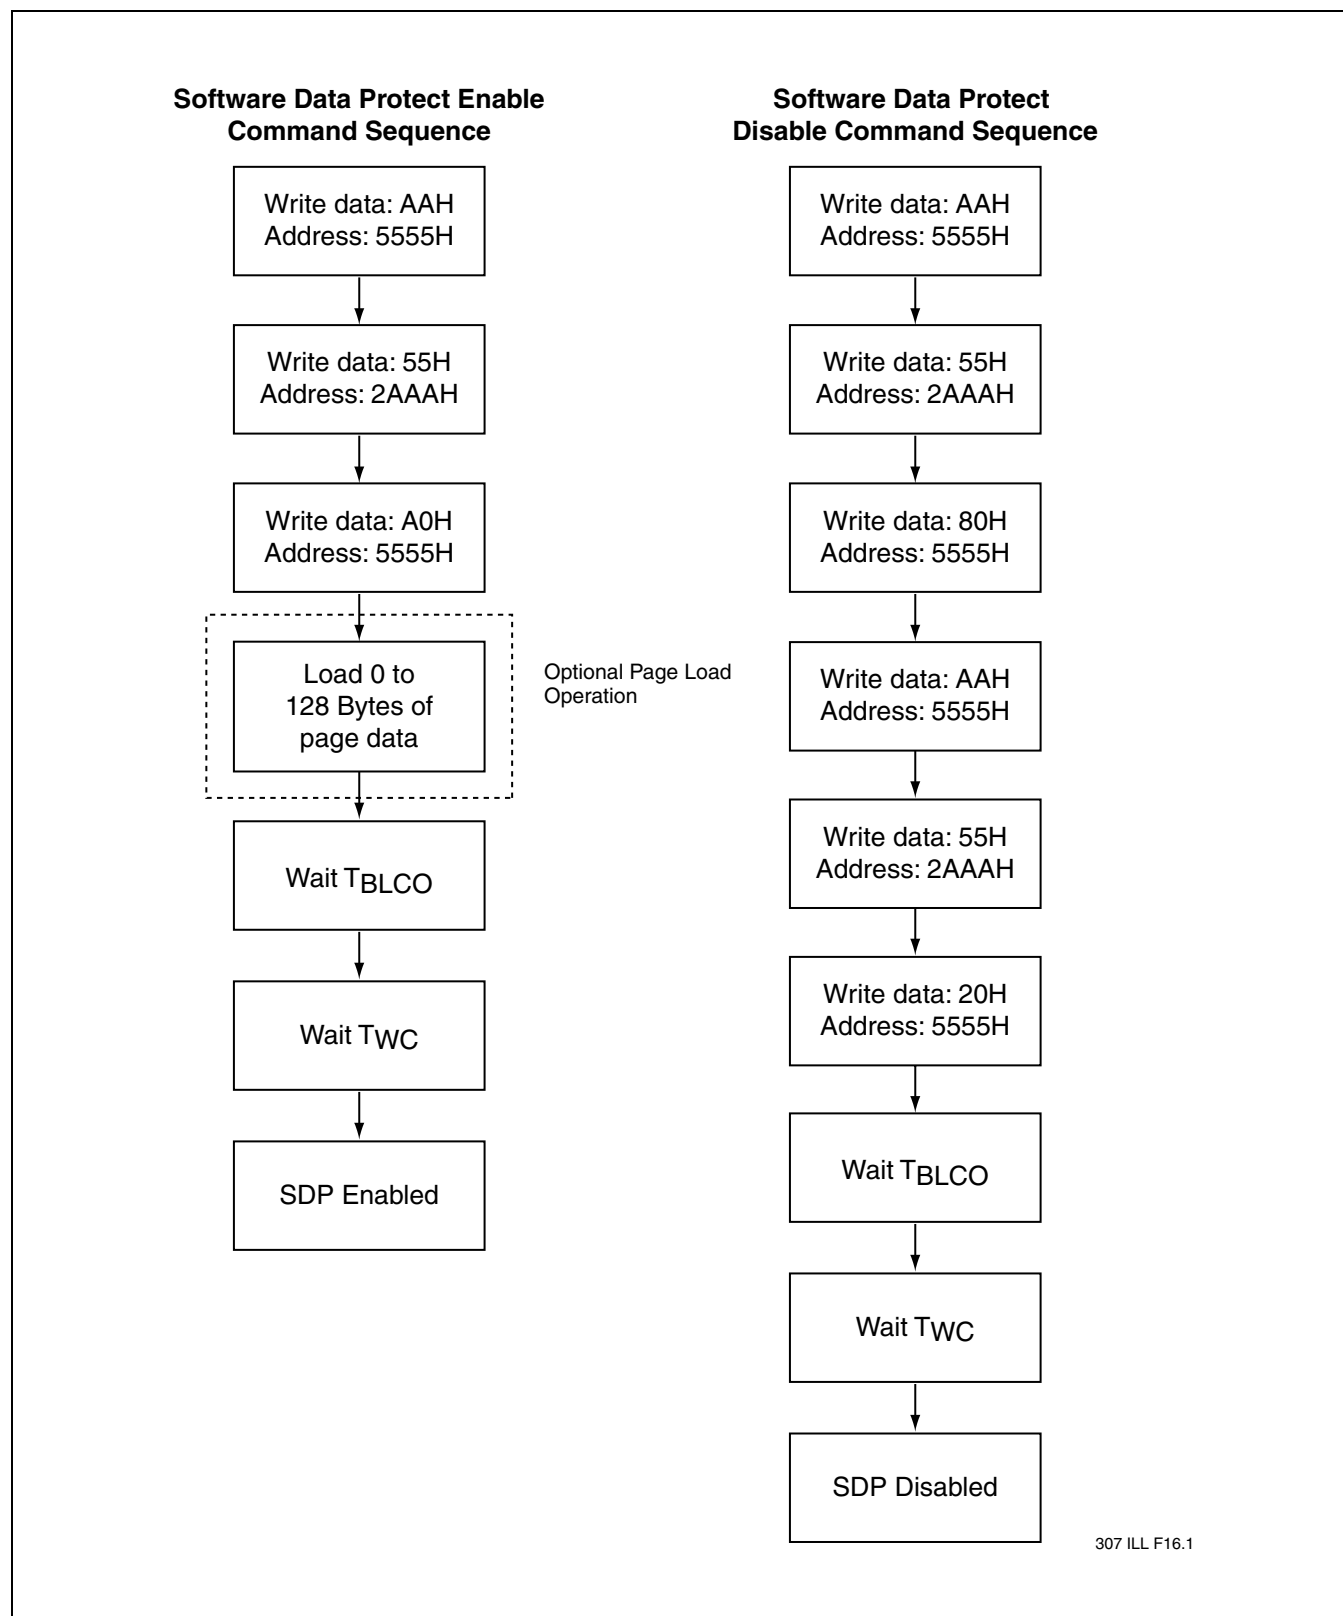 Software Data Protect Enable
Command Sequence
Write data: AAH
Address: 5555H
Write data: 55H
Address: 2AAAH
Write data: A0H
Address: 5555H
Load 0 to
128 Bytes of
page data
Optional Page Load
Operation
Wait TBLCO
Wait TWC
SDP Enabled
Software Data Protect
Disable Command Sequence
Write data: AAH
Address: 5555H
Write data: 55H
Address: 2AAAH
Write data: 80H
Address: 5555H
Write data: AAH
Address: 5555H
Write data: 55H
Address: 2AAAH
Write data: 20H
Address: 5555H
Wait TBLCO
Wait TWC
SDP Disabled
307 ILL F16.1